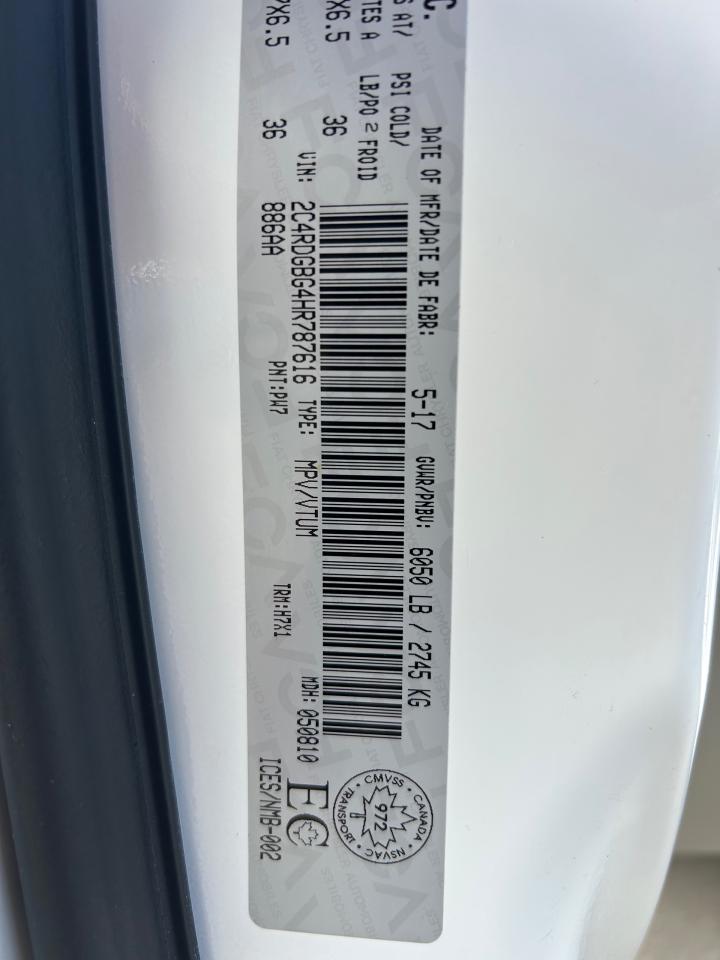 C.
DATE OF MFR/DATE DE FABR: 5-17 GVWR/PNBV: 6050 LB / 2745 KG
AT/ PSI COLD/
A LB/PO 2 FROID
X6.5 36
VIN: 2C4RDGBG4HR787616 TYPE: MPV/VTUM MDH: 050810
X6.5 36 886AA PNT:PW7 TRM:H7X1 ICES/NMB-002
EC
CMVSS · CANADA · NSVAC · TRANSPORT
972